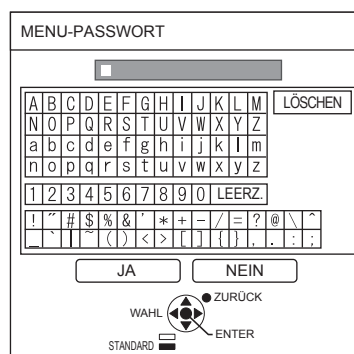 MENU-PASSWORT
A B C D E F G H I J K L M LÖSCHEN
N O P Q R S T U V W X Y Z
a b c d e f g h i j k l m
n o p q r s t u v w x y z
1 2 3 4 5 6 7 8 9 0 LEERZ.
! " # $ % & ' * + - / = ? @ \ ^
_ ` | ~ ( ) < > [ ] { } , . : ;
JA NEIN
ZURÜCK
WAHL
ENTER
STANDARD